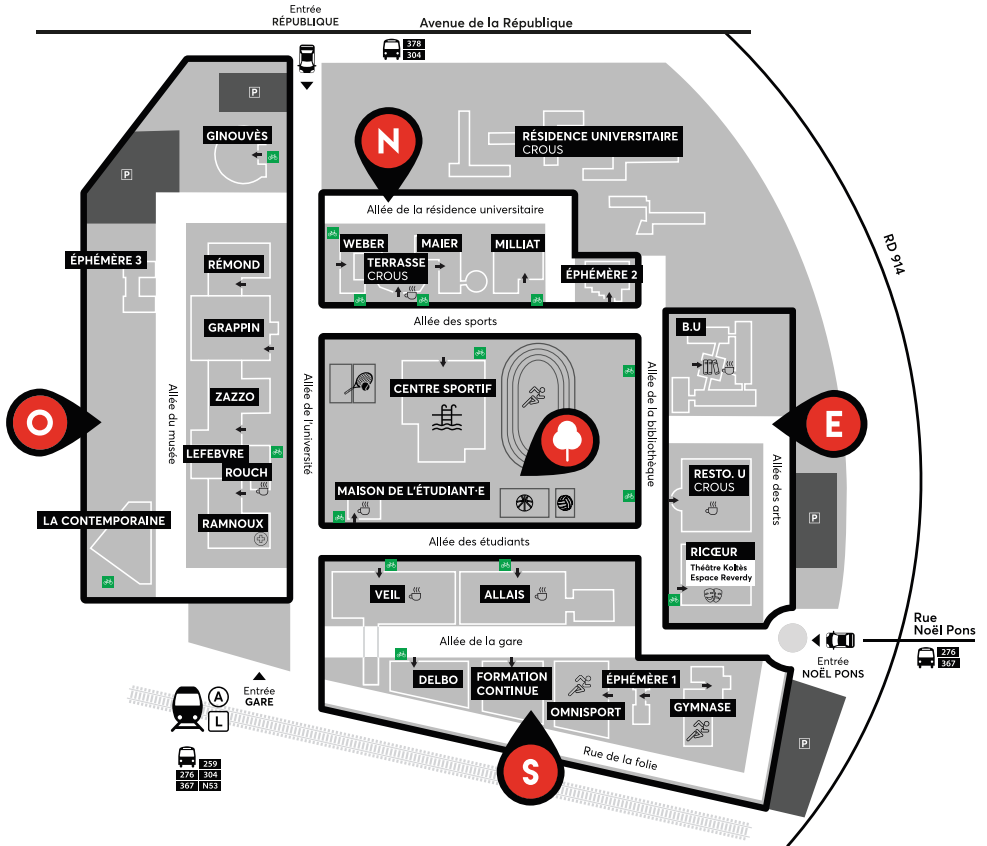 Entrée
RÉPUBLIQUE
Avenue de la République
378
304
P
GINOUVÈS
P
N
RÉSIDENCE UNIVERSITAIRE
CROUS
Allée de la résidence universitaire
RD 914
WEBER
MAIER
MILLIAT
TERRASSE
CROUS
ÉPHÉMÈRE 2
ÉPHÉMÈRE 3
RÉMOND
GRAPPIN
Allée des sports
B.U
ZAZZO
CENTRE SPORTIF
Allée du musée
Allée de l'université
Allée de la bibliothèque
Allée des arts
O
E
LEFEBVRE
ROUCH
RESTO. U
CROUS
MAISON DE L'ÉTUDIANT·E
LA CONTEMPORAINE
RAMNOUX
P
Allée des étudiants
RICŒUR
Théâtre Koltès
Espace Reverdy
VEIL
ALLAIS
Allée de la gare
Rue
Noël Pons
276
367
Entrée
NOËL PONS
DELBO
FORMATION
CONTINUE
ÉPHÉMÈRE 1
OMNISPORT
GYMNASE
Entrée
GARE
A
L
P
Rue de la folie
S
259
276 304
367 N53